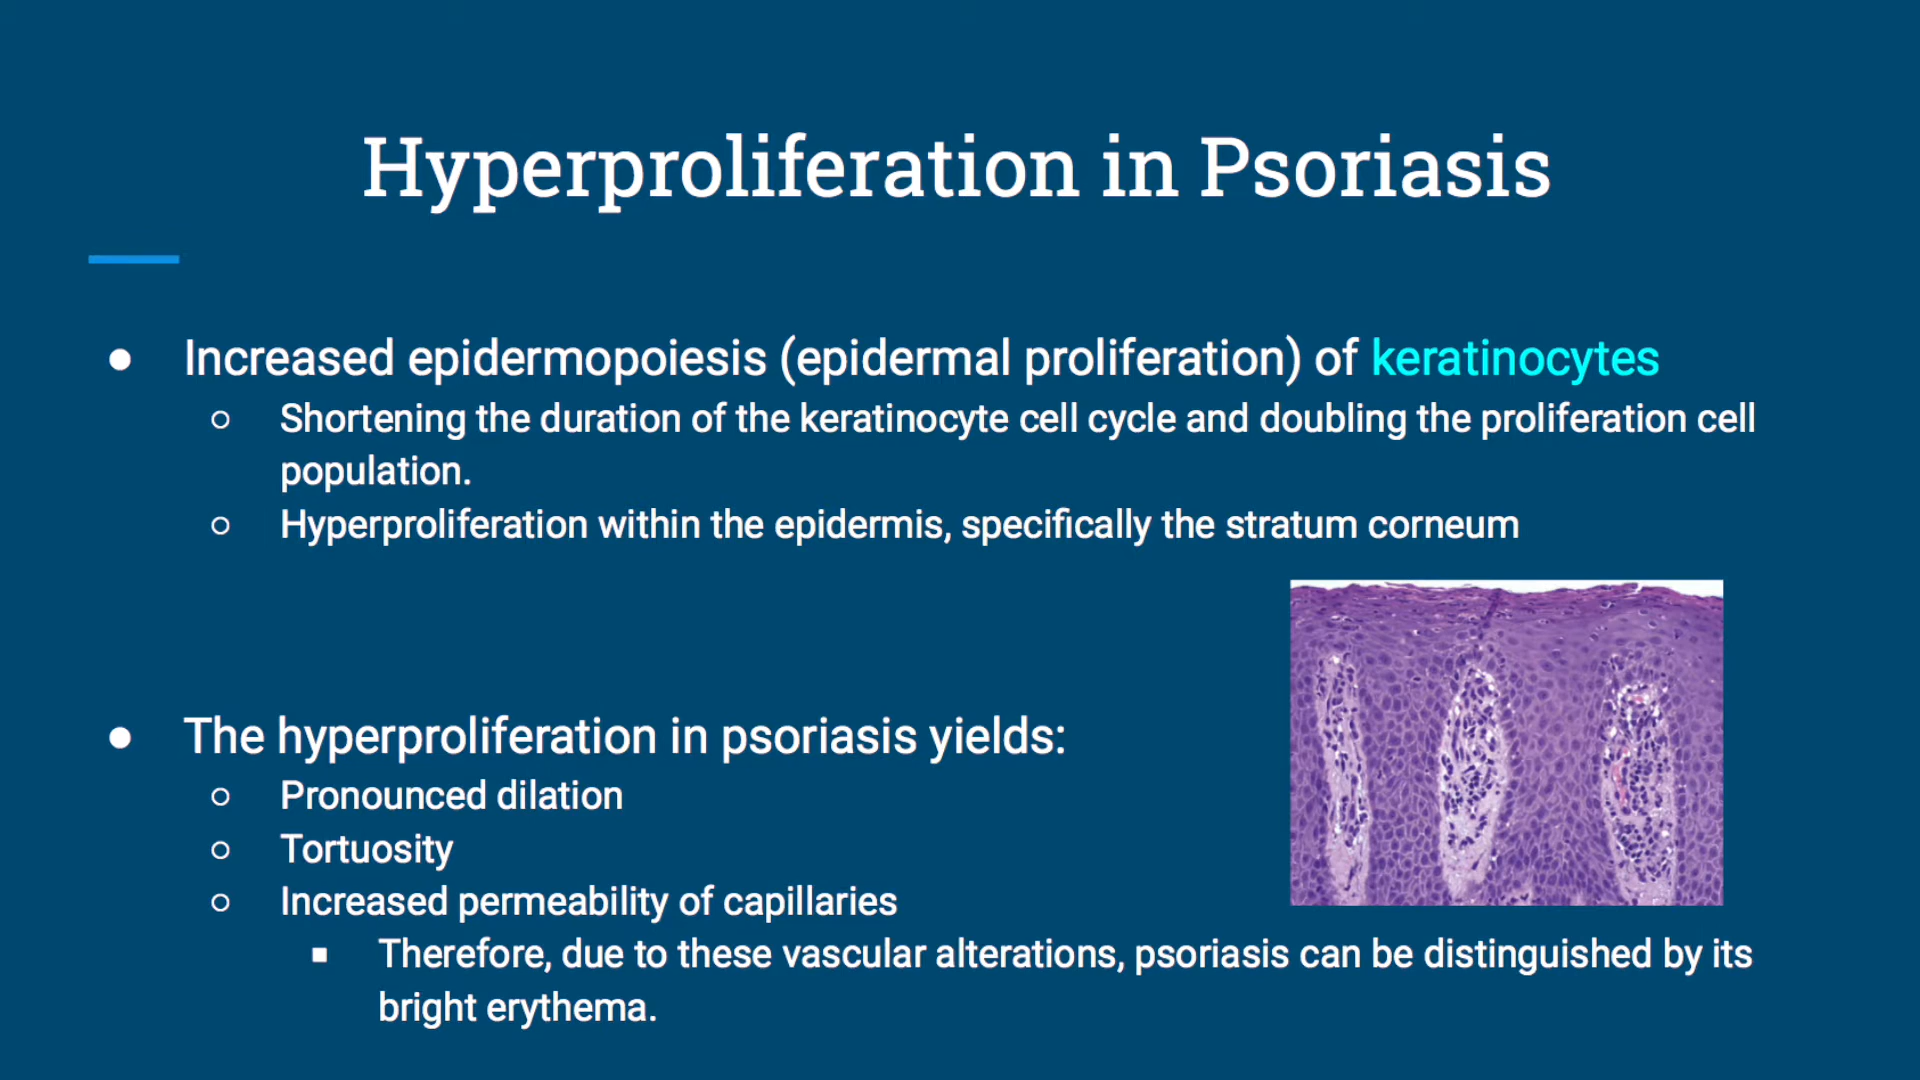 Hyperproliferation in Psoriasis
● Increased epidermopoiesis (epidermal proliferation) of keratinocytes
○ Shortening the duration of the keratinocyte cell cycle and doubling the proliferation cell
population.
○ Hyperproliferation within the epidermis, specifically the stratum corneum
● The hyperproliferation in psoriasis yields:
○ Pronounced dilation
○ Tortuosity
○ Increased permeability of capillaries
■ Therefore, due to these vascular alterations, psoriasis can be distinguished by its
bright erythema.